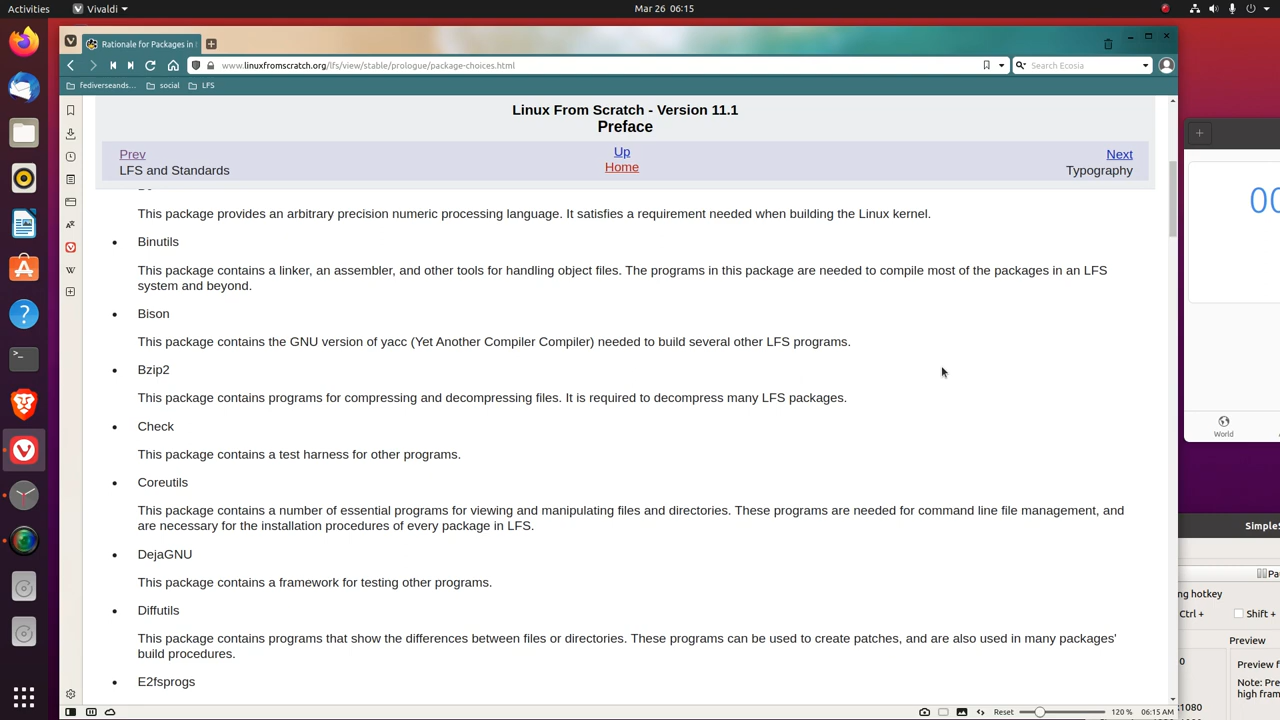 Activities
Vivaldi
Mar 26 06:15
Rationale for Packages in
www.linuxfromscratch.org/lfs/view/stable/prologue/package-choices.html
Search Ecosia
fediverseands...
social
LFS
Linux From Scratch - Version 11.1
Preface
Prev
Up
Next
LFS and Standards
Home
Typography
This package provides an arbitrary precision numeric processing language. It satisfies a requirement needed when building the Linux kernel.
Binutils
This package contains a linker, an assembler, and other tools for handling object files. The programs in this package are needed to compile most of the packages in an LFS
system and beyond.
Bison
This package contains the GNU version of yacc (Yet Another Compiler Compiler) needed to build several other LFS programs.
Bzip2
This package contains programs for compressing and decompressing files. It is required to decompress many LFS packages.
Check
This package contains a test harness for other programs.
Coreutils
This package contains a number of essential programs for viewing and manipulating files and directories. These programs are needed for command line file management, and
are necessary for the installation procedures of every package in LFS.
DejaGNU
This package contains a framework for testing other programs.
Diffutils
This package contains programs that show the differences between files or directories. These programs can be used to create patches, and are also used in many packages'
build procedures.
E2fsprogs
Reset
120 %
06:15 AM
00
World
SimpleS
Pa
ng hotkey
Ctrl +
Shift +
Preview
Preview f
Note: Pre
high fram
:1080